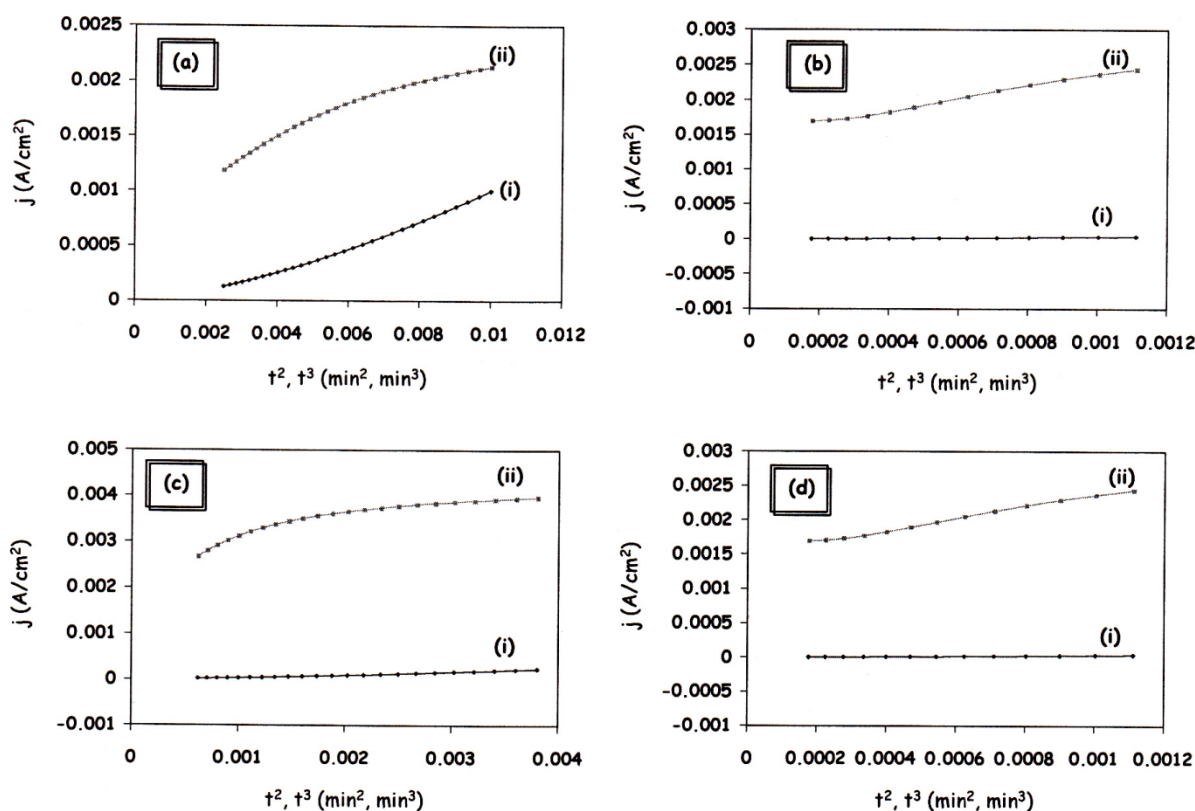 (a)
j (A/cm²)
0.0025
0.002
0.0015
0.001
0.0005
0
(ii)
(i)
0 0.002 0.004 0.006 0.008 0.01 0.012
t², t³ (min², min³)
(b)
j (A/cm²)
0.003
0.0025
0.002
0.0015
0.001
0.0005
0
-0.0005
-0.001
(ii)
(i)
0 0.0002 0.0004 0.0006 0.0008 0.001 0.0012
t², t³ (min², min³)
(c)
j (A/cm²)
0.005
0.004
0.003
0.002
0.001
0
-0.001
(ii)
(i)
0 0.001 0.002 0.003 0.004
t², t³ (min², min³)
(d)
j (A/cm²)
0.003
0.0025
0.002
0.0015
0.001
0.0005
0
-0.0005
-0.001
(ii)
(i)
0 0.0002 0.0004 0.0006 0.0008 0.001 0.0012
t², t³ (min², min³)